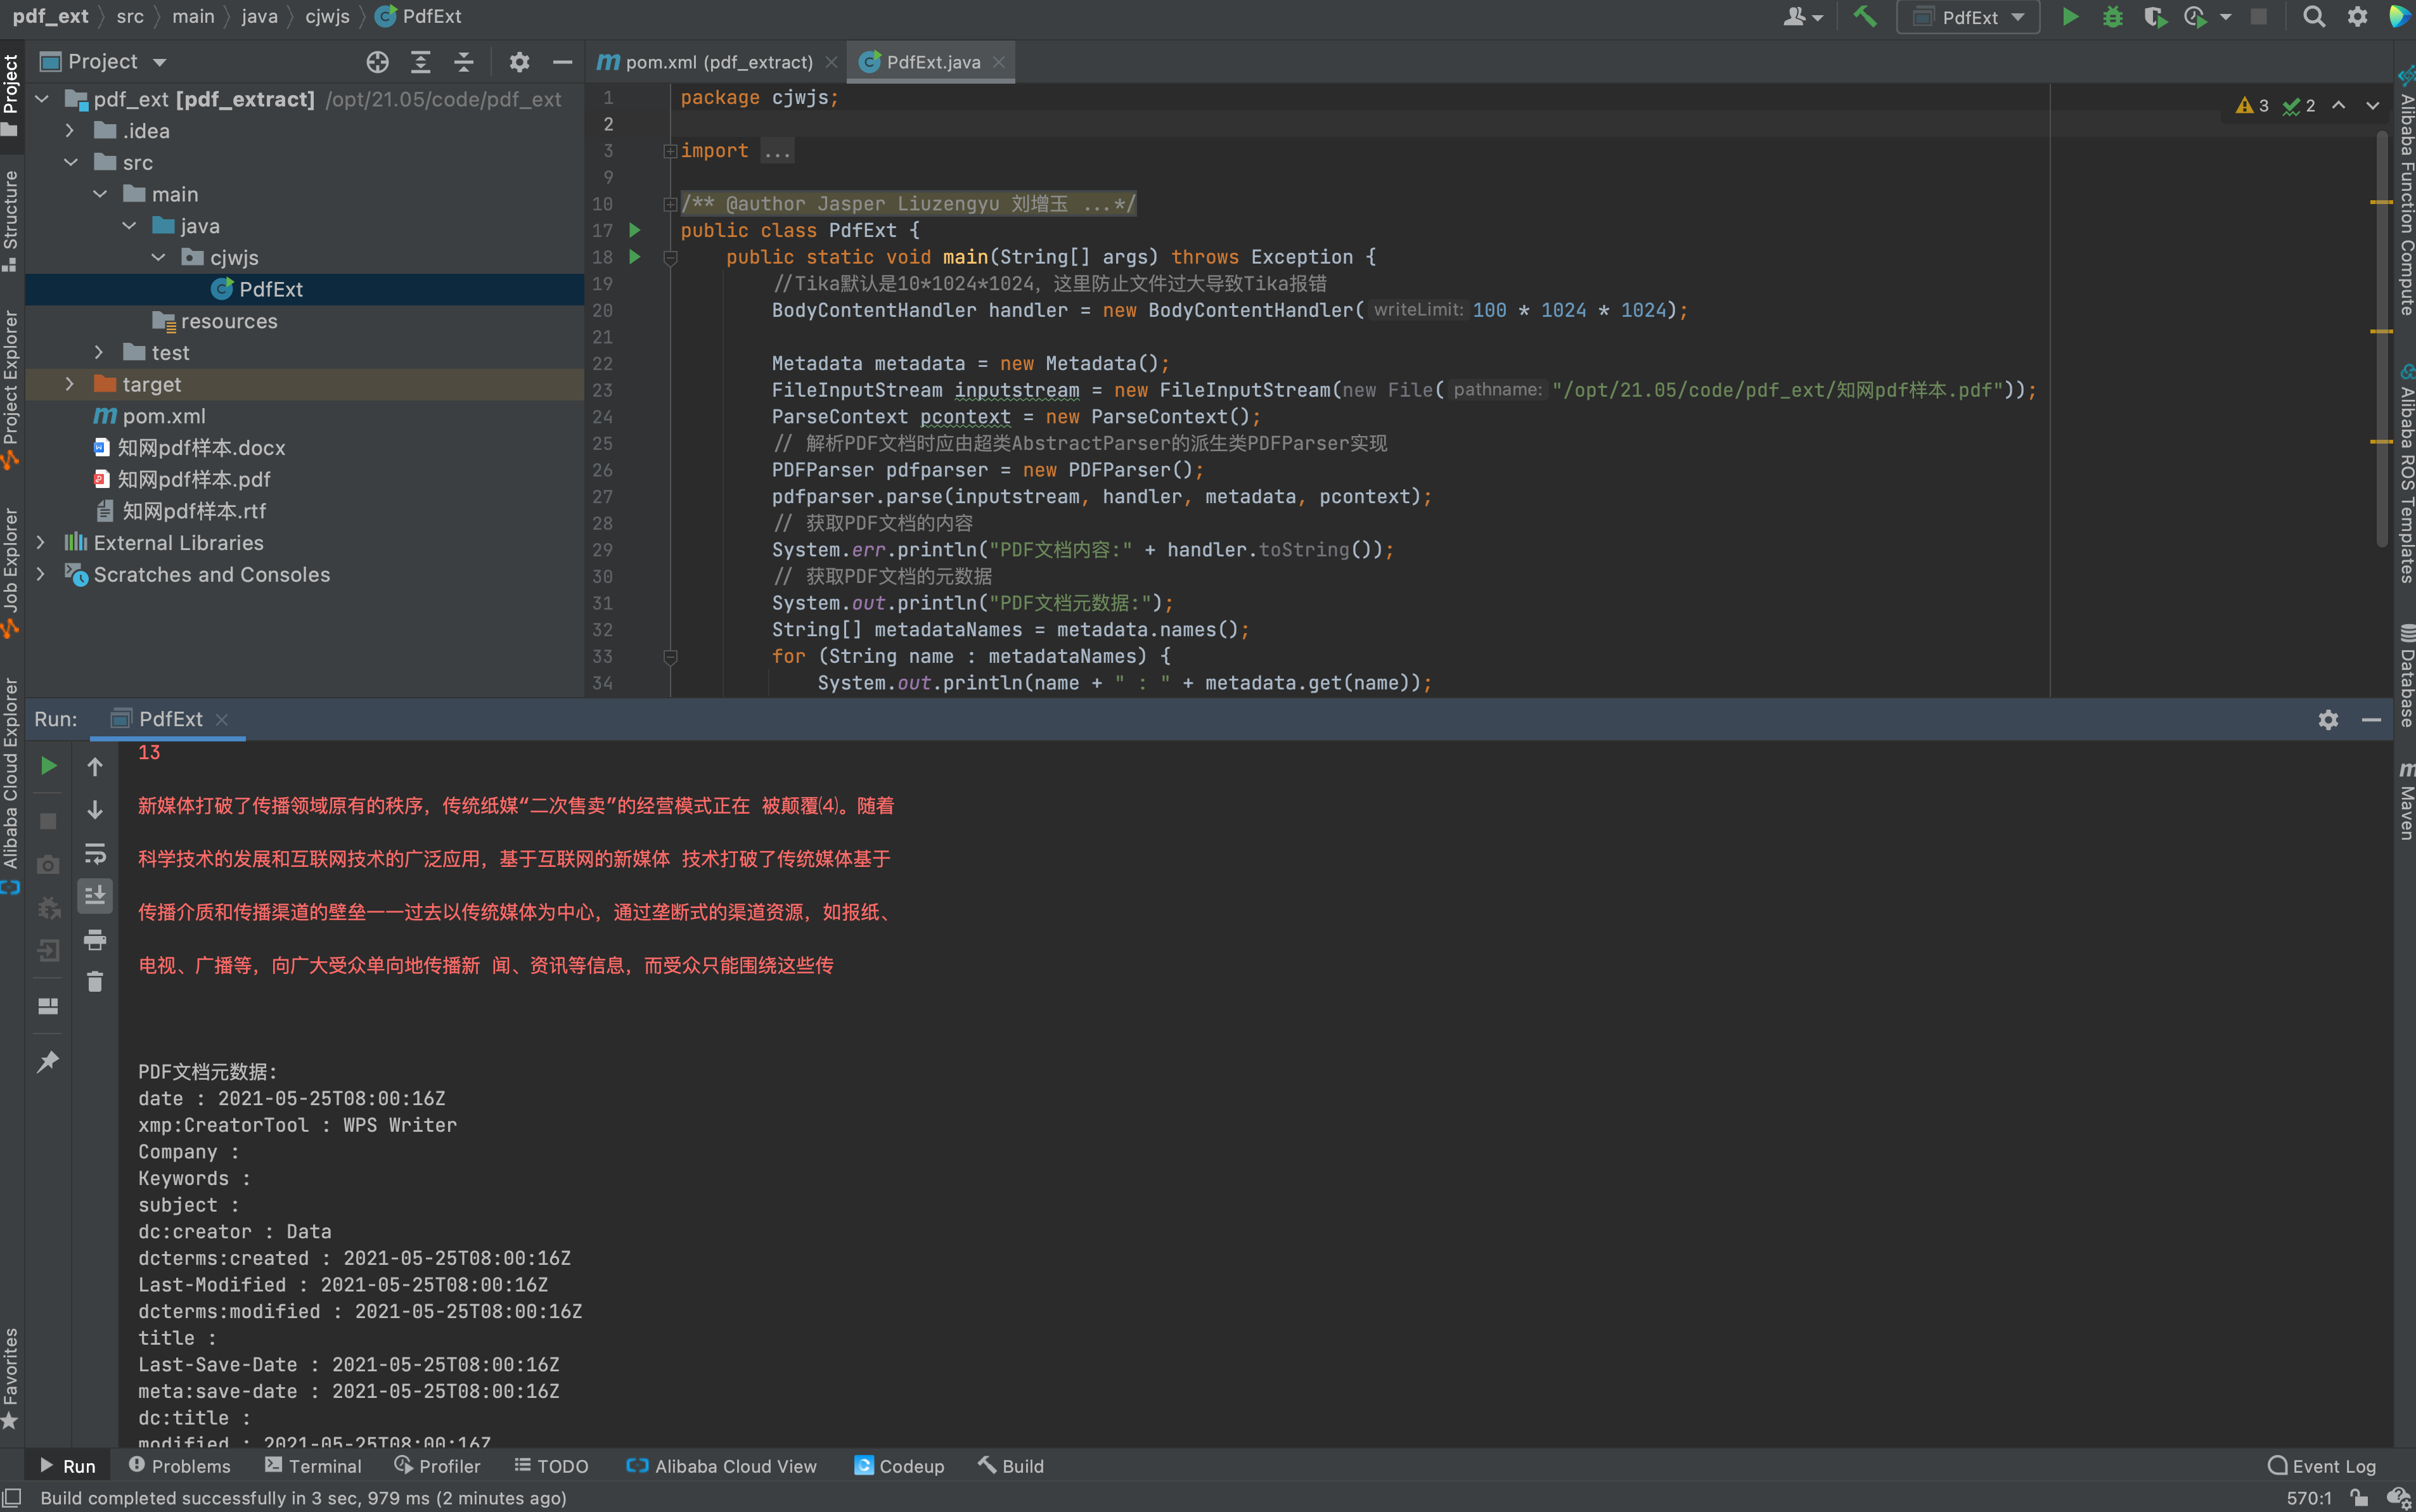 pdf_ext src main java cjwjs PdfExt
PdfExt
Project
pom.xml (pdf_extract)
PdfExt.java
pdf_ext [pdf_extract] /opt/21.05/code/pdf_ext
.idea
src
main
java
cjwjs
PdfExt
resources
test
target
pom.xml
知网pdf样本.docx
知网pdf样本.pdf
知网pdf样本.rtf
External Libraries
Scratches and Consoles
3 2
1 package cjwjs;
2
3 import ...
9
10 /** @author Jasper Liuzengyu 刘增玉 ...*/
17 public class PdfExt {
18 public static void main(String[] args) throws Exception {
19 //Tika默认是10*1024*1024，这里防止文件过大导致Tika报错
20 BodyContentHandler handler = new BodyContentHandler( writeLimit: 100 * 1024 * 1024);
21
22 Metadata metadata = new Metadata();
23 FileInputStream inputstream = new FileInputStream(new File( pathname: "/opt/21.05/code/pdf_ext/知网pdf样本.pdf"));
24 ParseContext pcontext = new ParseContext();
25 // 解析PDF文档时应由超类AbstractParser的派生类PDFParser实现
26 PDFParser pdfparser = new PDFParser();
27 pdfparser.parse(inputstream, handler, metadata, pcontext);
28 // 获取PDF文档的内容
29 System.err.println("PDF文档内容:" + handler.toString());
30 // 获取PDF文档的元数据
31 System.out.println("PDF文档元数据:");
32 String[] metadataNames = metadata.names();
33 for (String name : metadataNames) {
34 System.out.println(name + " : " + metadata.get(name));
Project
Structure
Project Explorer
Job Explorer
Alibaba Cloud Explorer
Favorites
Alibaba Function Compute
Alibaba ROS Templates
Database
Maven
Run: PdfExt
13
新媒体打破了传播领域原有的秩序，传统纸媒“二次售卖”的经营模式正在 被颠覆⑷。随着
科学技术的发展和互联网技术的广泛应用，基于互联网的新媒体 技术打破了传统媒体基于
传播介质和传播渠道的壁垒一一过去以传统媒体为中心，通过垄断式的渠道资源，如报纸、
电视、广播等，向广大受众单向地传播新 闻、资讯等信息，而受众只能围绕这些传
PDF文档元数据:
date : 2021-05-25T08:00:16Z
xmp:CreatorTool : WPS Writer
Company :
Keywords :
subject :
dc:creator : Data
dcterms:created : 2021-05-25T08:00:16Z
Last-Modified : 2021-05-25T08:00:16Z
dcterms:modified : 2021-05-25T08:00:16Z
title :
Last-Save-Date : 2021-05-25T08:00:16Z
meta:save-date : 2021-05-25T08:00:16Z
dc:title :
modified : 2021-05-25T08:00:16Z
Run Problems Terminal Profiler TODO Alibaba Cloud View Codeup Build Event Log
Build completed successfully in 3 sec, 979 ms (2 minutes ago) 570:1